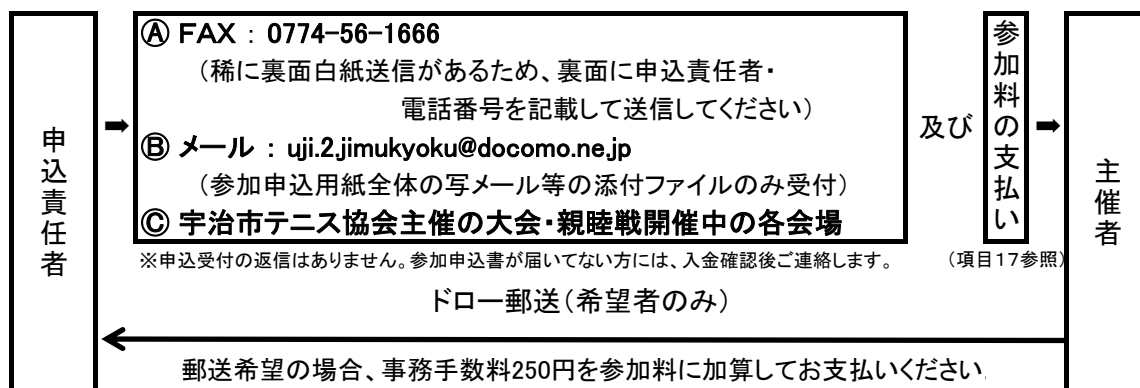 申込責任者
➡
Ⓐ FAX : 0774-56-1666
(稀に裏面白紙送信があるため、裏面に申込責任者・
電話番号を記載して送信してください)
Ⓑ メール : uji.2.jimukyoku@docomo.ne.jp
(参加申込用紙全体の写メール等の添付ファイルのみ受付)
Ⓒ 宇治市テニス協会主催の大会・親睦戦開催中の各会場
※申込受付の返信はありません。参加申込書が届いてない方には、入金確認後ご連絡します。
及び
参加料の支払い
➡
(項目17参照)
主催者
ドロー郵送(希望者のみ)
郵送希望の場合、事務手数料250円を参加料に加算してお支払いください